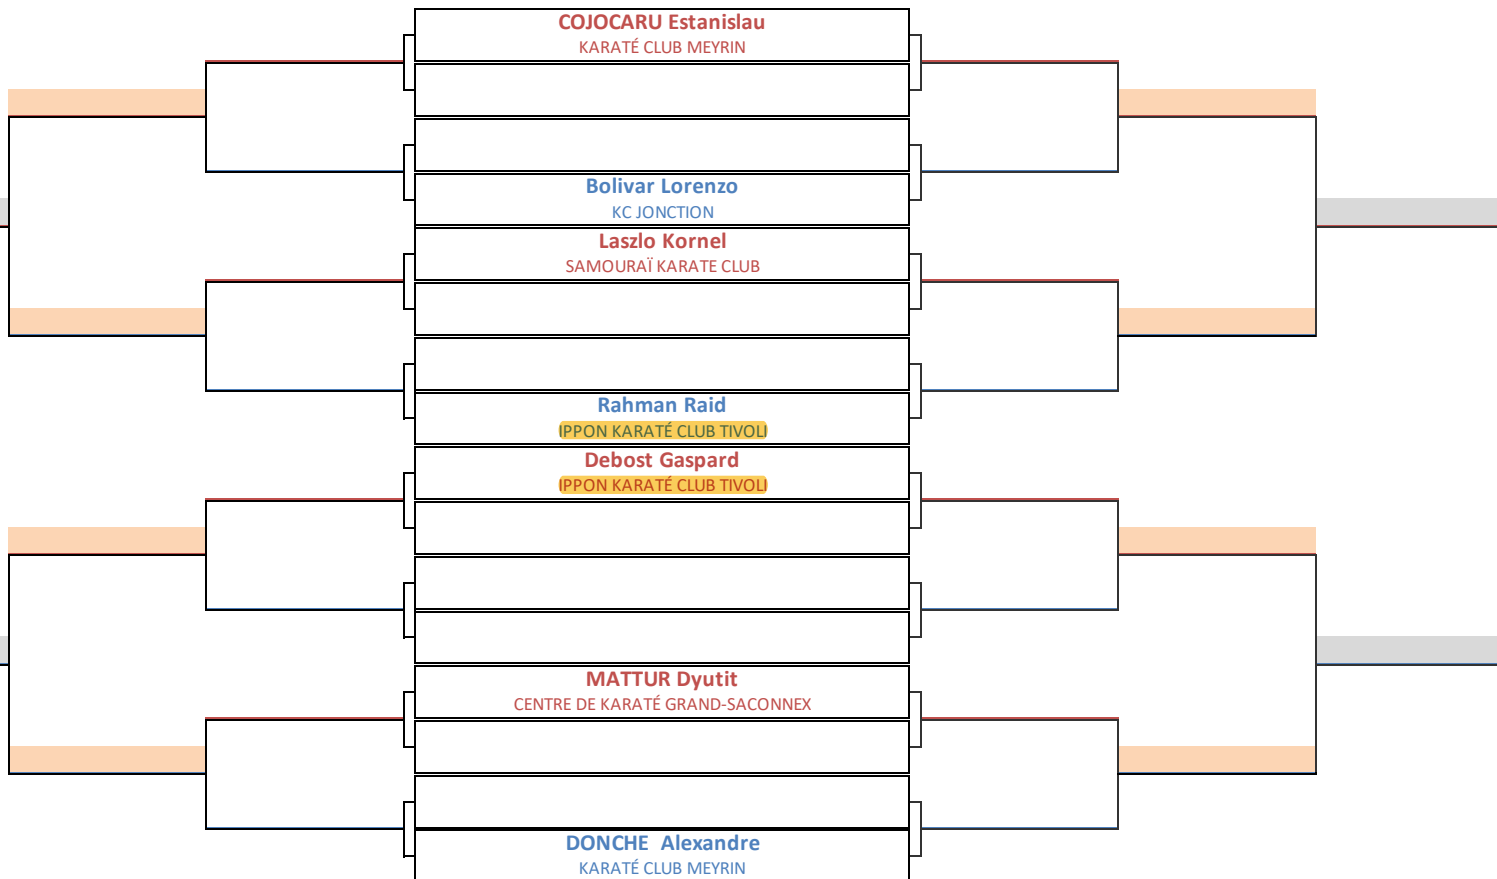 COJOCARU Estanislau
KARATÉ CLUB MEYRIN
Bolivar Lorenzo
KC JONCTION
Laszlo Kornel
SAMOURAÏ KARATE CLUB
Rahman Raid
IPPON KARATÉ CLUB TIVOLI
Debost Gaspard
IPPON KARATÉ CLUB TIVOLI
MATTUR Dyutit
CENTRE DE KARATÉ GRAND-SACONNEX
DONCHE  Alexandre
KARATÉ CLUB MEYRIN